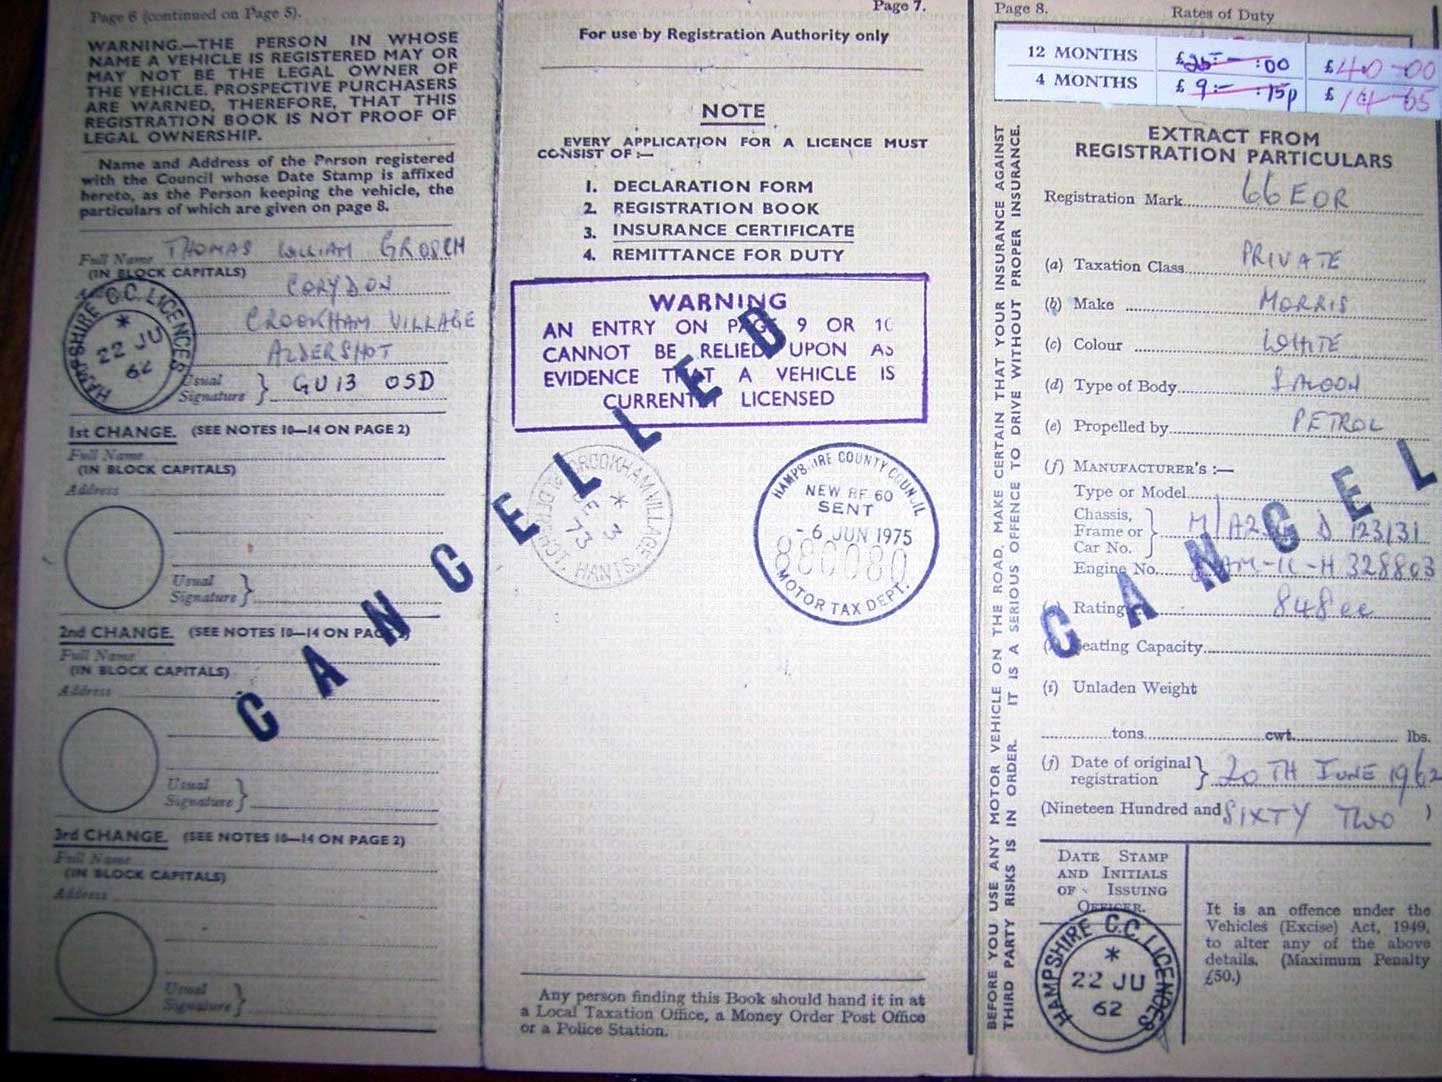 Page 6 (continued on Page 5).
WARNING.—THE PERSON IN WHOSE
NAME A VEHICLE IS REGISTERED MAY OR
MAY NOT BE THE LEGAL OWNER OF
THE VEHICLE. PROSPECTIVE PURCHASERS
ARE WARNED, THEREFORE, THAT THIS
REGISTRATION BOOK IS NOT PROOF OF
LEGAL OWNERSHIP.
Name and Address of the Person registered
with the Council whose Date Stamp is affixed
hereto, as the Person keeping the vehicle, the
particulars of which are given on page 8.
Full Name THOMAS WILLIAM GROSCH
(IN BLOCK CAPITALS)
CORYDON
CROOKHAM VILLAGE
ALDERSHOT
Usual Signature } GU13 OSD
HAMPSHIRE C.C. LICENCES
* 22 JU 62
1st CHANGE. (SEE NOTES 10—14 ON PAGE 2)
Full Name
(IN BLOCK CAPITALS)
Address
Usual
Signature }
2nd CHANGE. (SEE NOTES 10—14 ON PAGE 2)
Full Name
(IN BLOCK CAPITALS)
Address
Usual
Signature }
3rd CHANGE. (SEE NOTES 10—14 ON PAGE 2)
Full Name
(IN BLOCK CAPITALS)
Address
Usual
Signature }
CANCELLED
Page 7.
For use by Registration Authority only
NOTE
EVERY APPLICATION FOR A LICENCE MUST
CONSIST OF :—
1. DECLARATION FORM
2. REGISTRATION BOOK
3. INSURANCE CERTIFICATE
4. REMITTANCE FOR DUTY
WARNING
AN ENTRY ON PAGE 9 OR 10
CANNOT BE RELIED UPON AS
EVIDENCE THAT A VEHICLE IS
CURRENTLY LICENSED
CROOKHAM VILLAGE
* DE 3 73
HANTS.
HAMPSHIRE COUNTY COUNCIL
NEW RF 60
SENT
- 6 JUN 1975
880080
MOTOR TAX DEPT.
Any person finding this Book should hand it in at
a Local Taxation Office, a Money Order Post Office
or a Police Station.
BEFORE YOU USE ANY MOTOR VEHICLE ON THE ROAD, MAKE CERTAIN THAT YOUR INSURANCE AGAINST
THIRD PARTY RISKS IS IN ORDER. IT IS A SERIOUS OFFENCE TO DRIVE WITHOUT PROPER INSURANCE.
Page 8. Rates of Duty
12 MONTHS £25— :00 £40-00
4 MONTHS £ 9:— :15p £ 14-65
EXTRACT FROM
REGISTRATION PARTICULARS
Registration Mark 66 EOR
(a) Taxation Class PRIVATE
(b) Make MORRIS
(c) Colour WHITE
(d) Type of Body SALOON
(e) Propelled by PETROL
(f) MANUFACTURER'S :—
Type or Model
Chassis,
Frame or
Car No. } M/A2 D 123131
Engine No. H 328803
Rating 848cc
Seating Capacity
(i) Unladen Weight
tons cwt. lbs.
(j) Date of original
registration } 20TH JUNE 1962
(Nineteen Hundred and SIXTY TWO )
CANCEL
DATE STAMP
AND INITIALS
OF ISSUING
OFFICER.
HAMPSHIRE C.C. LICENCES
* 22 JU 62
It is an offence under the
Vehicles (Excise) Act, 1949,
to alter any of the above
details. (Maximum Penalty
£50.)